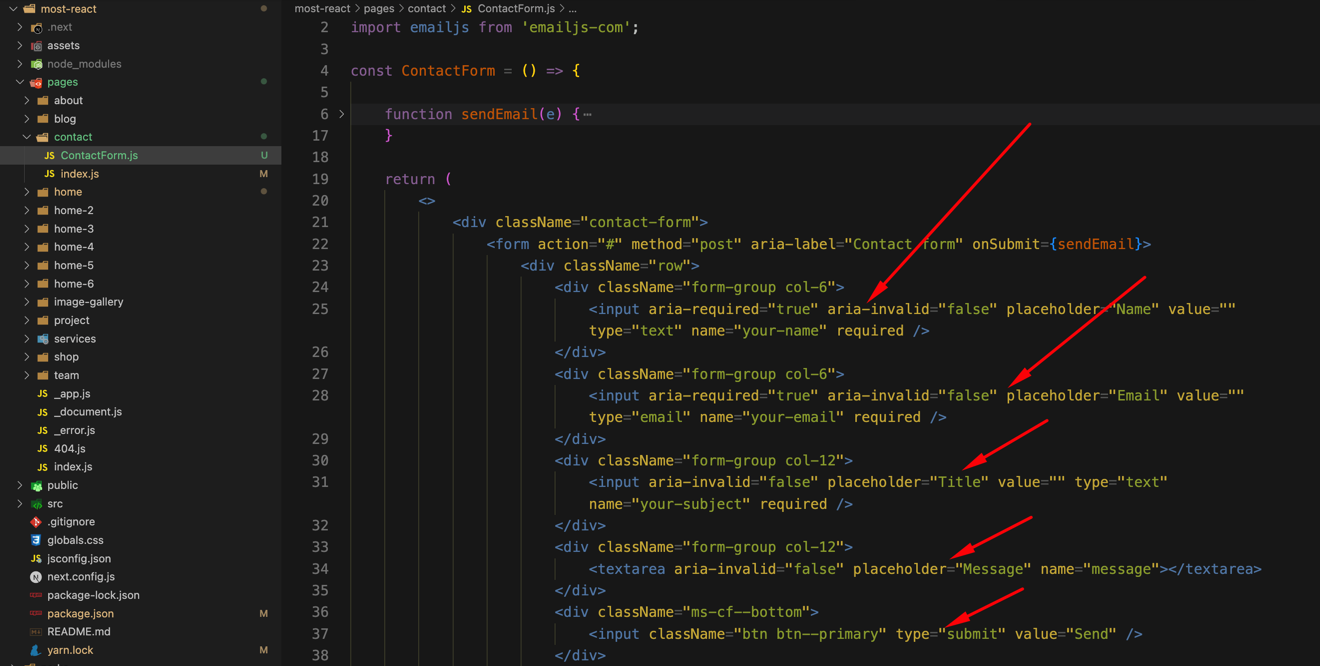 most-react
.next
assets
node_modules
pages
about
blog
contact
JS ContactForm.js U
JS index.js M
home
home-2
home-3
home-4
home-5
home-6
image-gallery
project
services
shop
team
JS _app.js
JS _document.js
JS _error.js
JS 404.js
JS index.js
public
src
.gitignore
globals.css
JS jsconfig.json
N next.config.js
package-lock.json
package.json M
README.md
yarn.lock M
most-react > pages > contact > JS ContactForm.js > ...
2 import emailjs from 'emailjs-com';
3
4 const ContactForm = () => {
5
6 function sendEmail(e) {⋯
17 }
18
19 return (
20 <>
21 <div className="contact-form">
22 <form action="#" method="post" aria-label="Contact form" onSubmit={sendEmail}>
23 <div className="row">
24 <div className="form-group col-6">
25 <input aria-required="true" aria-invalid="false" placeholder="Name" value=""
type="text" name="your-name" required />
26 </div>
27 <div className="form-group col-6">
28 <input aria-required="true" aria-invalid="false" placeholder="Email" value=""
type="email" name="your-email" required />
29 </div>
30 <div className="form-group col-12">
31 <input aria-invalid="false" placeholder="Title" value="" type="text"
name="your-subject" required />
32 </div>
33 <div className="form-group col-12">
34 <textarea aria-invalid="false" placeholder="Message" name="message"></textarea>
35 </div>
36 <div className="ms-cf--bottom">
37 <input className="btn btn--primary" type="submit" value="Send" />
38 </div>